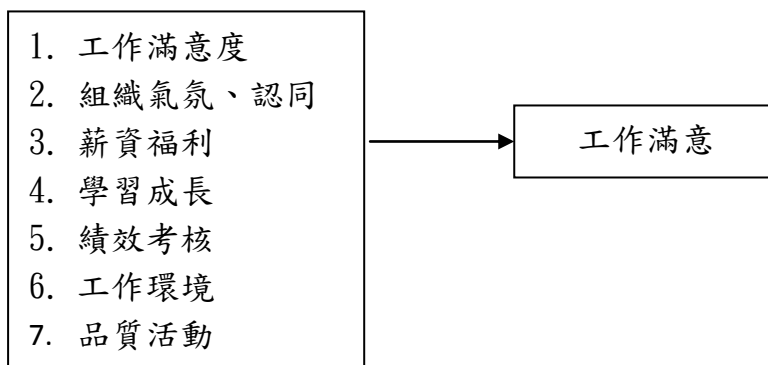 1. 工作滿意度
2. 組織氣氛、認同
3. 薪資福利
4. 學習成長
5. 績效考核
6. 工作環境
7. 品質活動
工作滿意